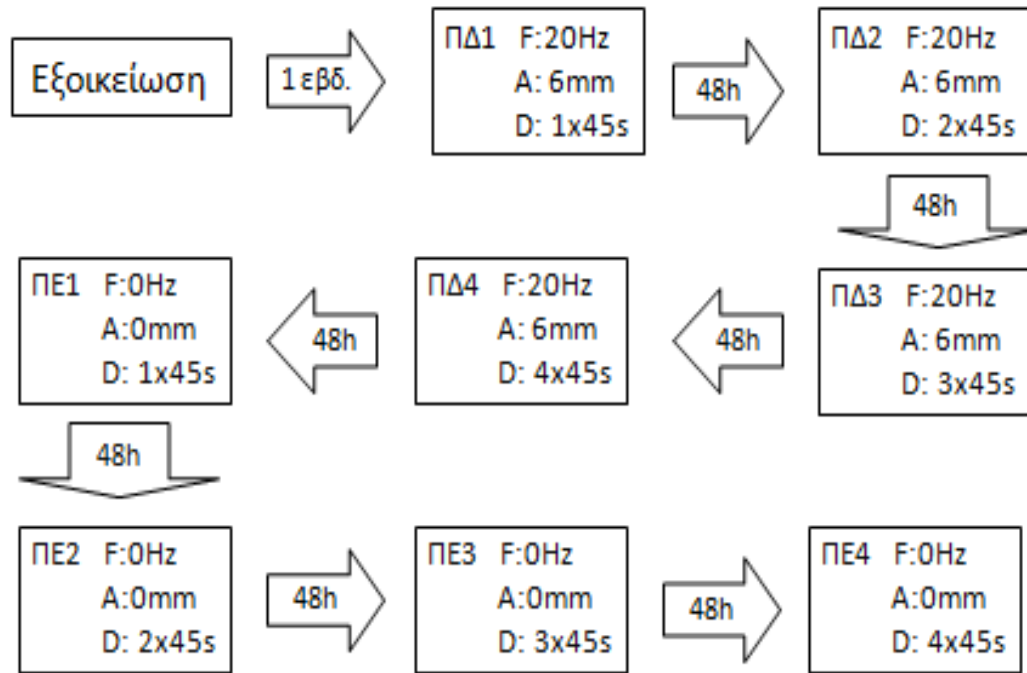 Εξοικείωση
1 εβδ.
ΠΔ1 F:20Hz
A: 6mm
D: 1x45s
48h
ΠΔ2 F:20Hz
A: 6mm
D: 2x45s
48h
ΠΔ3 F:20Hz
A: 6mm
D: 3x45s
48h
ΠΔ4 F:20Hz
A: 6mm
D: 4x45s
48h
ΠΕ1 F:0Hz
A:0mm
D: 1x45s
48h
ΠΕ2 F:0Hz
A:0mm
D: 2x45s
48h
ΠΕ3 F:0Hz
A:0mm
D: 3x45s
48h
ΠΕ4 F:0Hz
A:0mm
D: 4x45s